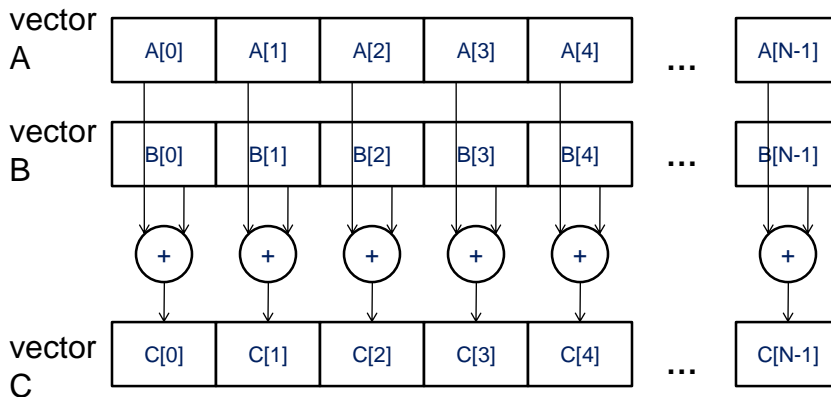 vector
A
A[0] A[1] A[2] A[3] A[4] ... A[N-1]
vector
B
B[0] B[1] B[2] B[3] B[4] ... B[N-1]
+ + + + + +
vector
C
C[0] C[1] C[2] C[3] C[4] ... C[N-1]